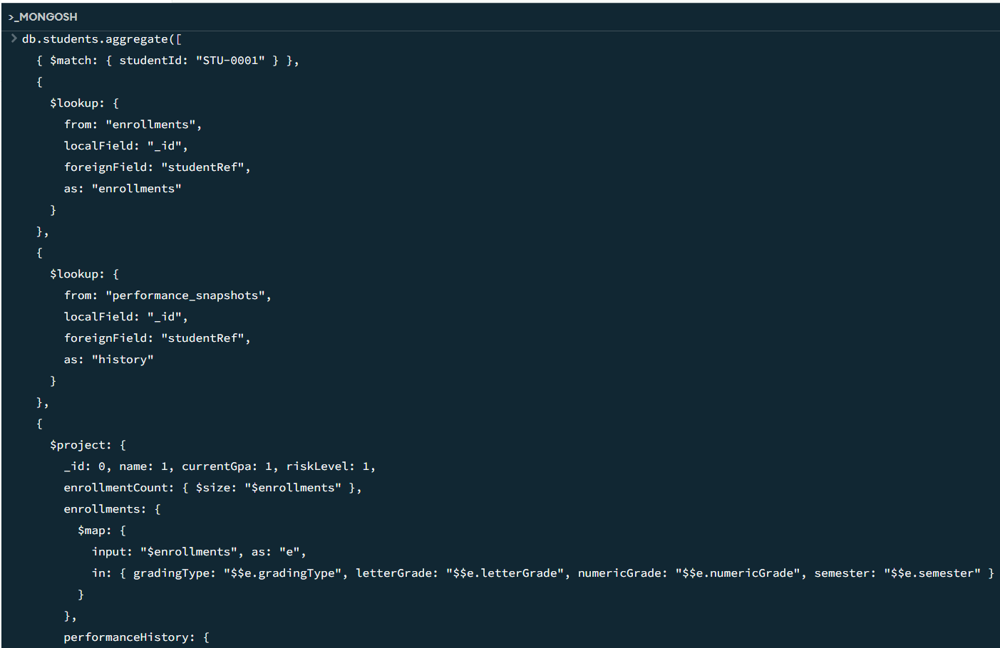 >_MONGOSH
> db.students.aggregate([
{ $match: { studentId: "STU-0001" } },
{
$lookup: {
from: "enrollments",
localField: "_id",
foreignField: "studentRef",
as: "enrollments"
}
},
{
$lookup: {
from: "performance_snapshots",
localField: "_id",
foreignField: "studentRef",
as: "history"
}
},
{
$project: {
_id: 0, name: 1, currentGpa: 1, riskLevel: 1,
enrollmentCount: { $size: "$enrollments" },
enrollments: {
$map: {
input: "$enrollments", as: "e",
in: { gradingType: "$$e.gradingType", letterGrade: "$$e.letterGrade", numericGrade: "$$e.numericGrade", semester: "$$e.semester" }
}
},
performanceHistory: {